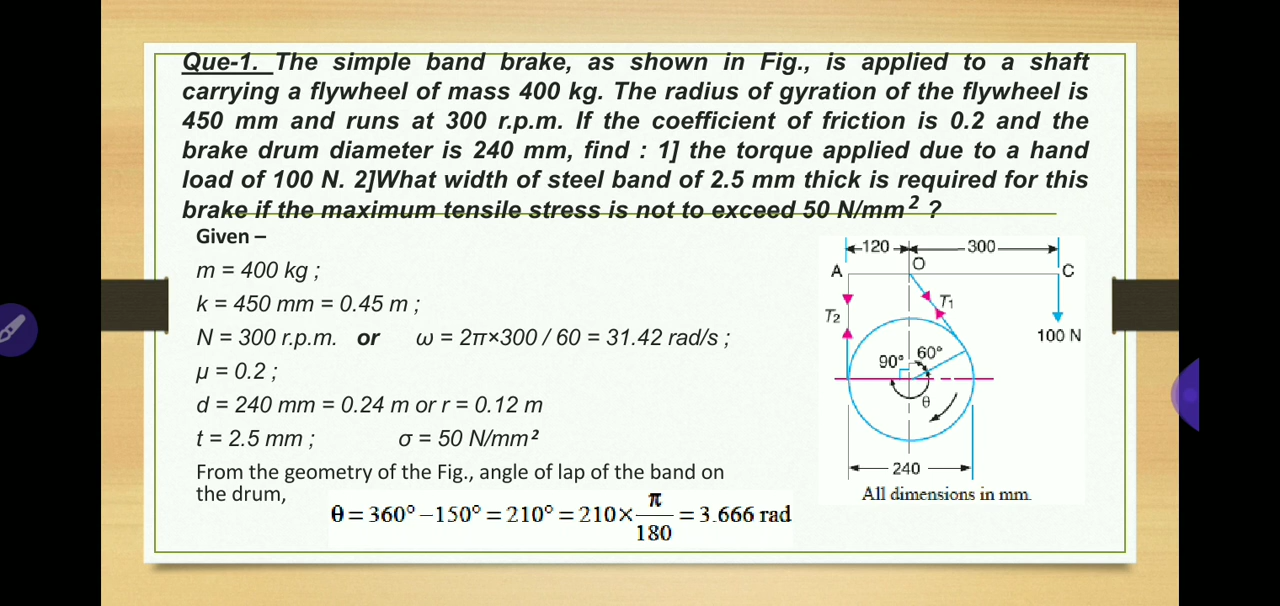 Que-1. The simple band brake, as shown in Fig., is applied to a shaft
carrying a flywheel of mass 400 kg. The radius of gyration of the flywheel is
450 mm and runs at 300 r.p.m. If the coefficient of friction is 0.2 and the
brake drum diameter is 240 mm, find : 1] the torque applied due to a hand
load of 100 N. 2]What width of steel band of 2.5 mm thick is required for this
brake if the maximum tensile stress is not to exceed 50 N/mm² ?
Given –
m = 400 kg ;
k = 450 mm = 0.45 m ;
N = 300 r.p.m. or ω = 2π×300 / 60 = 31.42 rad/s ;
μ = 0.2 ;
d = 240 mm = 0.24 m or r = 0.12 m
t = 2.5 mm ; σ = 50 N/mm²
From the geometry of the Fig., angle of lap of the band on
the drum,
θ = 360° – 150° = 210° = 210 × π/180 = 3.666 rad
120 300
A O C
T₁
T₂
100 N
90° 60°
θ
240
All dimensions in mm.